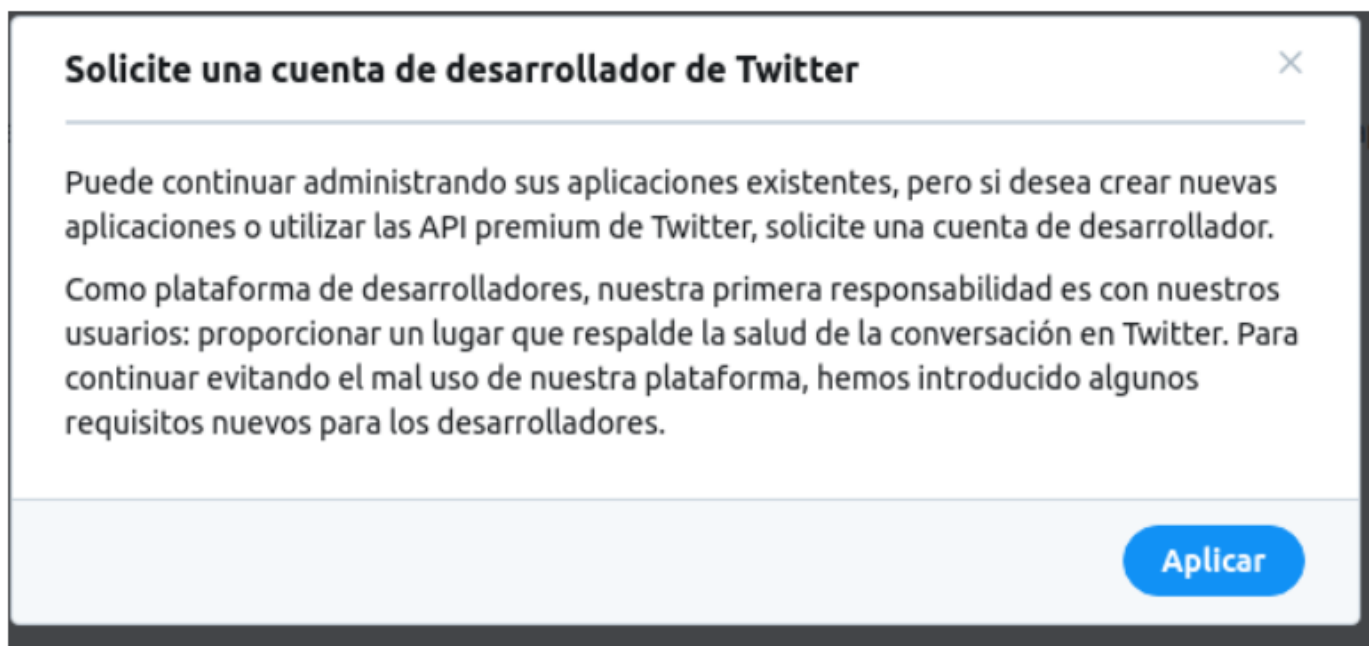 Solicite una cuenta de desarrollador de Twitter
Puede continuar administrando sus aplicaciones existentes, pero si desea crear nuevas
aplicaciones o utilizar las API premium de Twitter, solicite una cuenta de desarrollador.
Como plataforma de desarrolladores, nuestra primera responsabilidad es con nuestros
usuarios: proporcionar un lugar que respalde la salud de la conversación en Twitter. Para
continuar evitando el mal uso de nuestra plataforma, hemos introducido algunos
requisitos nuevos para los desarrolladores.
Aplicar